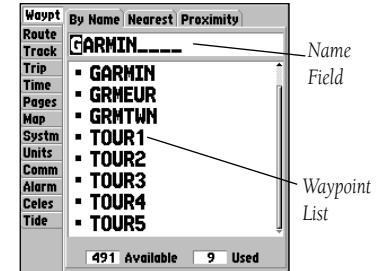 Waypt
Route
Track
Trip
Time
Pages
Map
Systm
Units
Comm
Alarm
Celes
Tide
By Name Nearest Proximity
GARMIN____
GARMIN
GRMEUR
GRMTWN
TOUR1
TOUR2
TOUR3
TOUR4
TOUR5
491 Available 9 Used
Name
Field
Waypoint
List